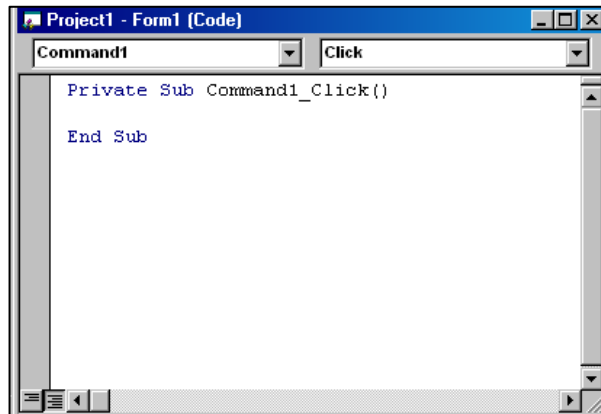 Project1 - Form1 (Code)
Command1 Click
Private Sub Command1_Click()
End Sub